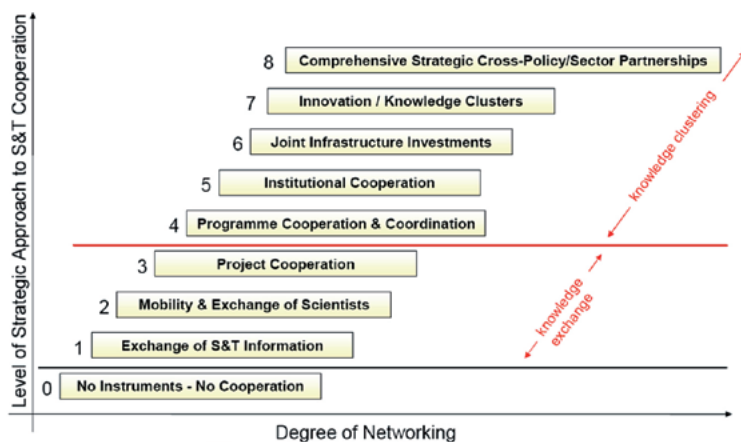 Level of Strategic Approach to S&T Cooperation
8 Comprehensive Strategic Cross-Policy/Sector Partnerships
7 Innovation / Knowledge Clusters
6 Joint Infrastructure Investments
5 Institutional Cooperation
4 Programme Cooperation & Coordination
3 Project Cooperation
2 Mobility & Exchange of Scientists
1 Exchange of S&T Information
0 No Instruments - No Cooperation
knowledge clustering
knowledge
exchange
Degree of Networking